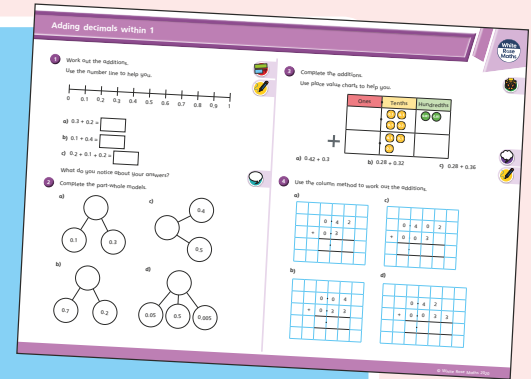 Adding decimals within 1
White
Rose
Maths
1 Work out the additions.
Use the number line to help you.
0 0.1 0.2 0.3 0.4 0.5 0.6 0.7 0.8 0.9 1
a) 0.3 + 0.2 =
b) 0.1 + 0.4 =
c) 0.2 + 0.1 + 0.2 =
What do you notice about your answers?
2 Complete the part-whole models.
a) 0.1 0.3
c) 0.4 0.5
b) 0.7 0.2
d) 0.05 0.5 0.005
3 Complete the additions.
Use place value charts to help you.
Ones Tenths Hundredths
+
a) 0.42 + 0.3 b) 0.28 + 0.32 c) 0.28 + 0.36
4 Use the column method to work out the additions.
a)
0 . 4 2
+ 0 . 3
.
c)
0 . 4 0 2
+ 0 0 3
.
b)
0 . 0 4
+ 0 . 3 3
.
d)
0 . 4 2
+ 0 . 0 3 3
.
© White Rose Maths